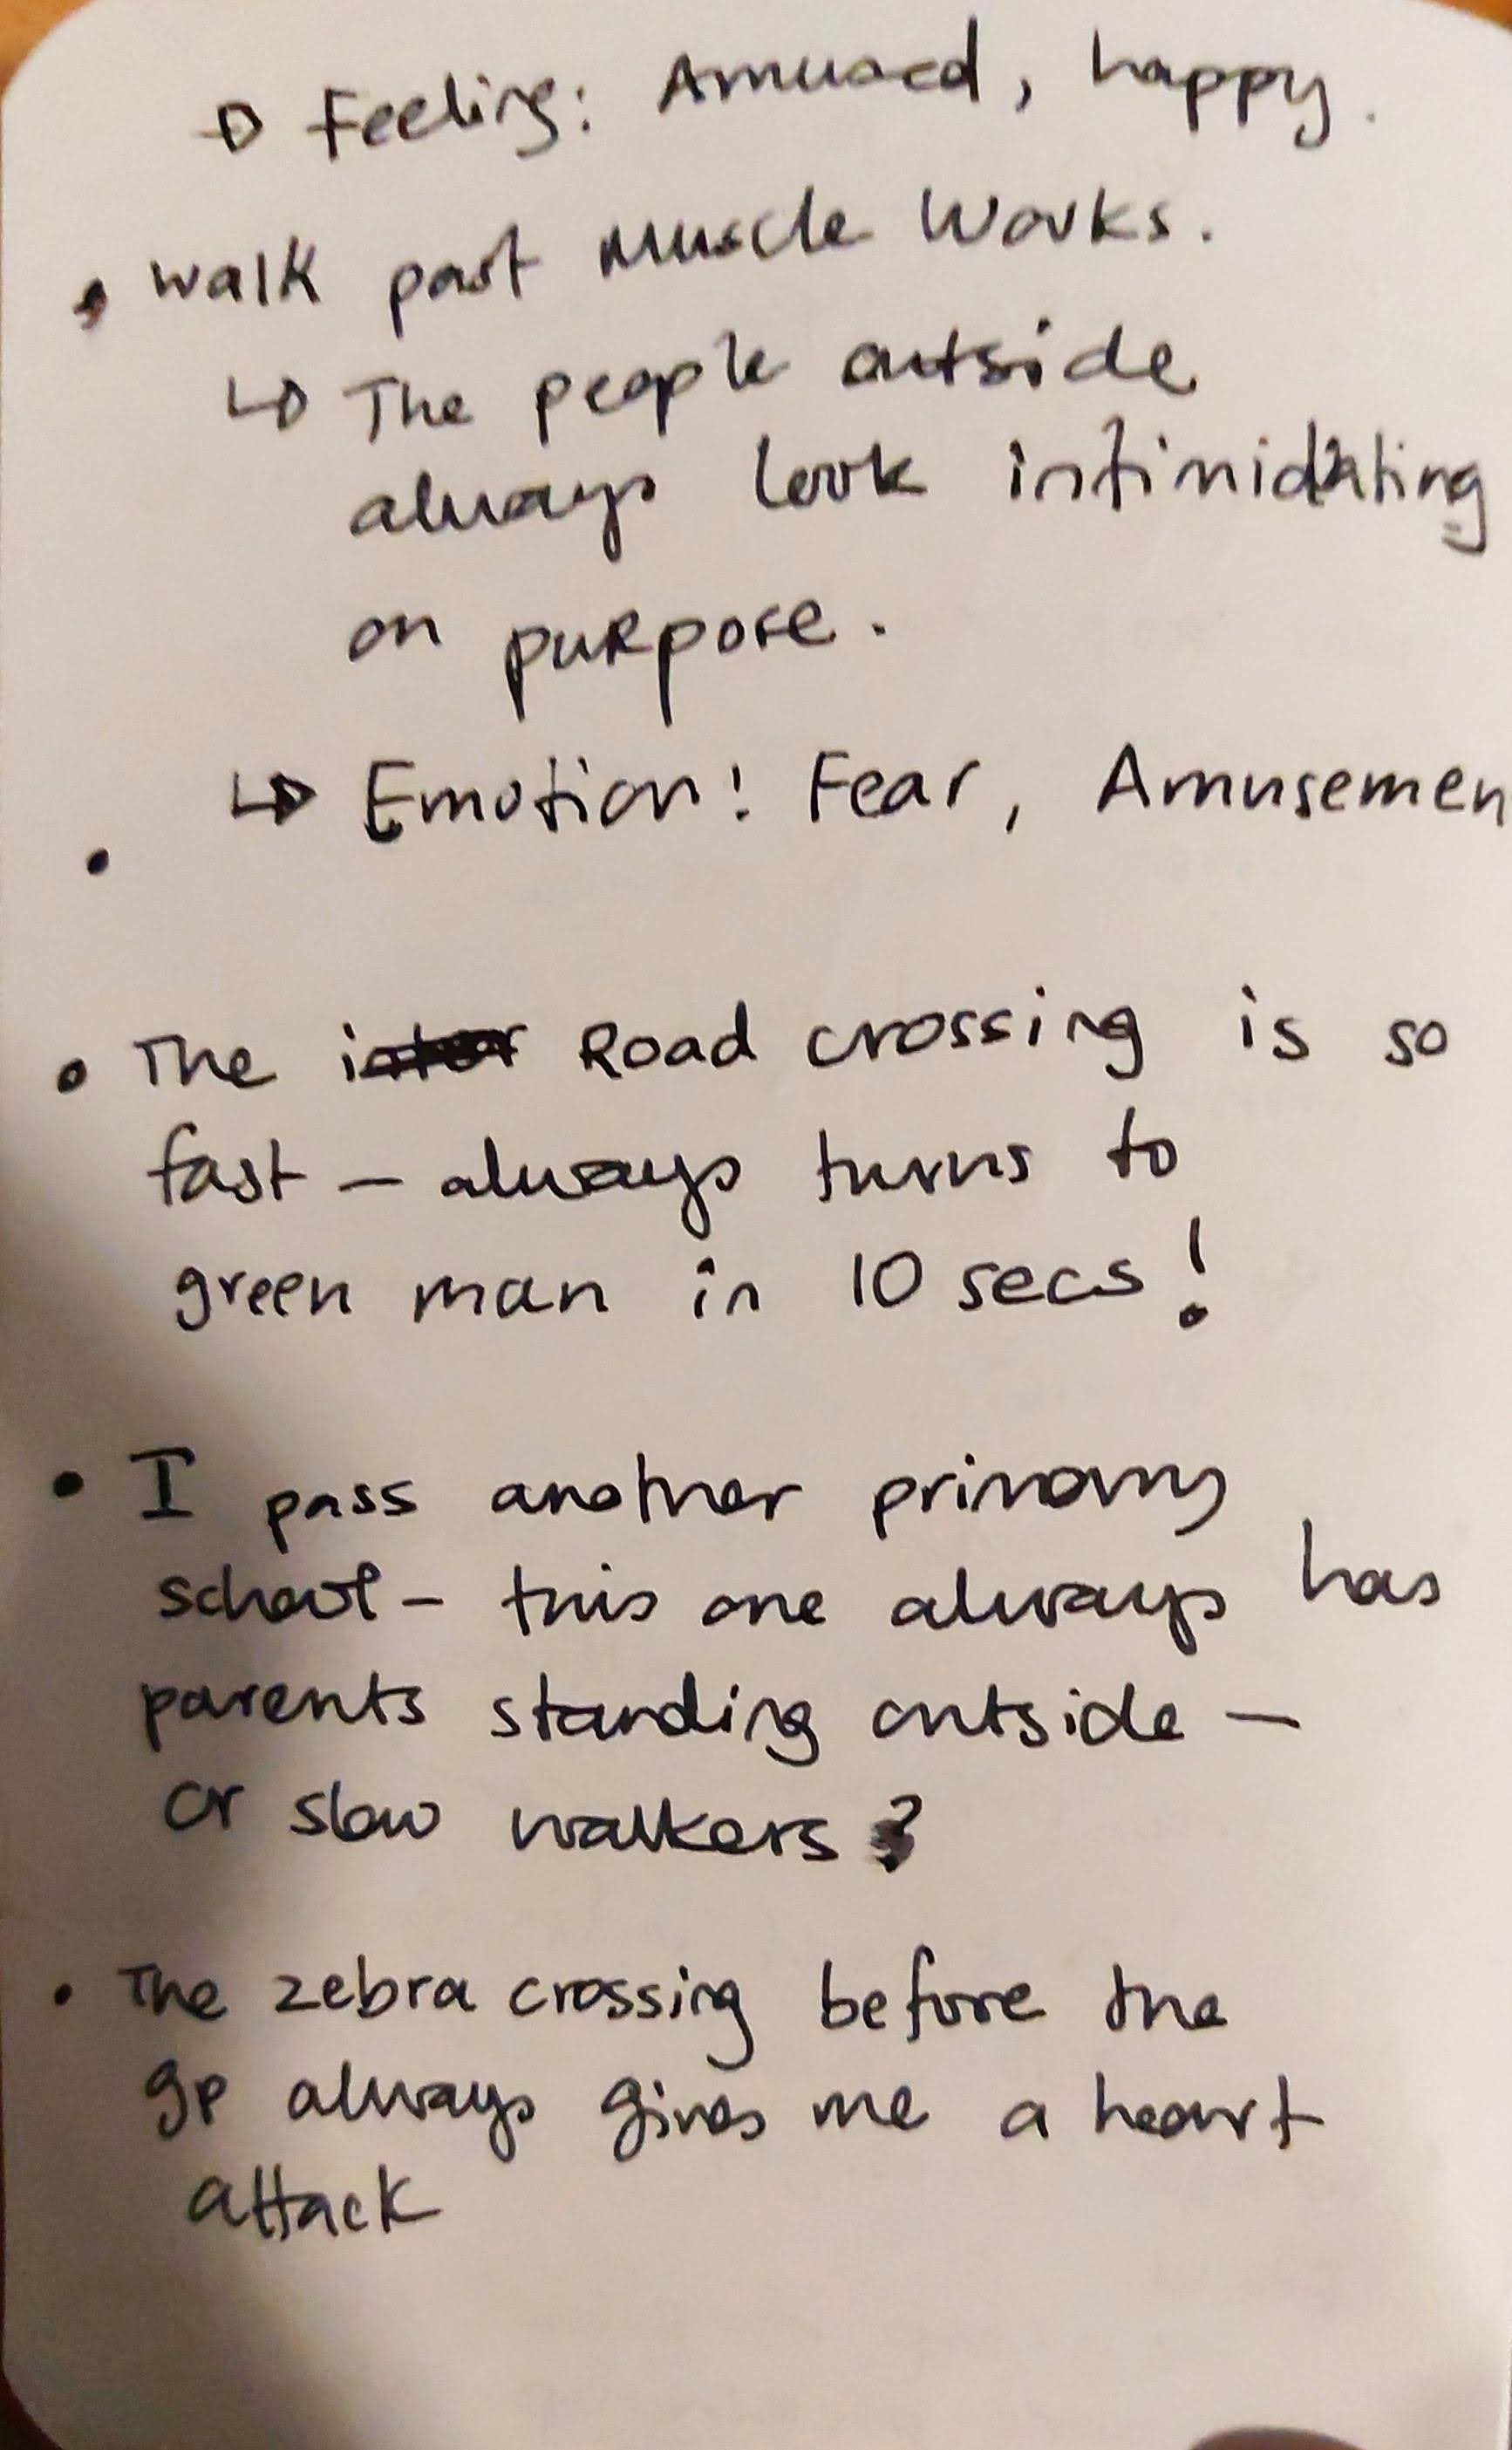 → Feeling: Amused, happy.
• walk past Muscle Works.
↳ The people outside
always look intimidating
on purpose.
↳ Emotion: Fear, Amusemen
•
• The Road crossing is so
fast – always turns to
green man in 10 secs!
• I pass another primary
school – this one always has
parents standing outside –
or slow walkers?
• The zebra crossing before the
gp always gives me a heart
attack